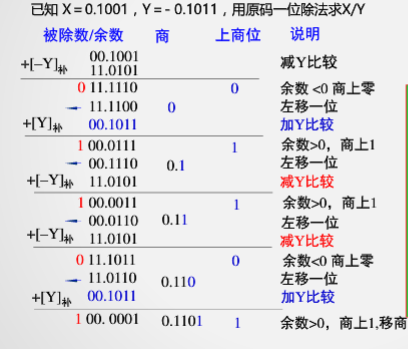 已知 X = 0.1001 , Y = - 0.1011 , 用原码一位除法求X/Y
被除数/余数 商 上商位 说明
00.1001
+[−Y]补 11.0101 减Y比较
0 11.1110 0 余数 <0 商上零
11.1100 0 左移一位
+[Y]补 00.1011 加Y比较
1 00.0111 1 余数>0, 商上1
00.1110 0.1 左移一位
+[−Y]补 11.0101 减Y比较
1 00.0011 1 余数>0, 商上1
00.0110 0.11 左移一位
+[−Y]补 11.0101 减Y比较
0 11.1011 0 余数<0 商上零
11.0110 0.110 左移一位
+[Y]补 00.1011 加Y比较
1 00. 0001 0.1101 1 余数>0, 商上1,移商